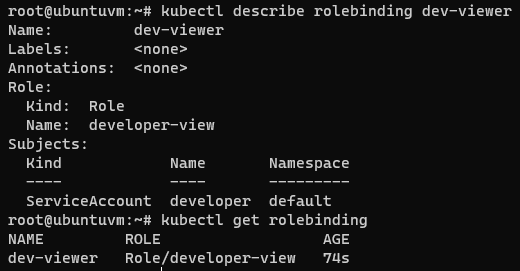 root@ubuntuvm:~# kubectl describe rolebinding dev-viewer
Name:         dev-viewer
Labels:       <none>
Annotations:  <none>
Role:
  Kind:  Role
  Name:  developer-view
Subjects:
  Kind            Name       Namespace
  ----            ----       ---------
  ServiceAccount  developer  default
root@ubuntuvm:~# kubectl get rolebinding
NAME         ROLE                  AGE
dev-viewer   Role/developer-view   74s